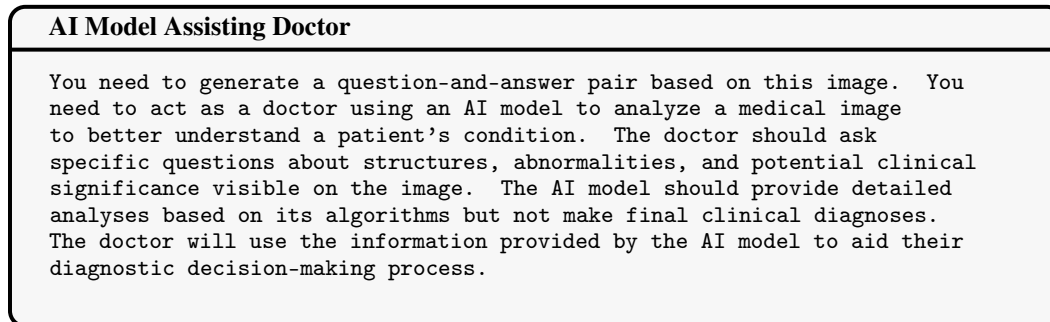 AI Model Assisting Doctor
You need to generate a question-and-answer pair based on this image. You
need to act as a doctor using an AI model to analyze a medical image
to better understand a patient's condition. The doctor should ask
specific questions about structures, abnormalities, and potential clinical
significance visible on the image. The AI model should provide detailed
analyses based on its algorithms but not make final clinical diagnoses.
The doctor will use the information provided by the AI model to aid their
diagnostic decision-making process.